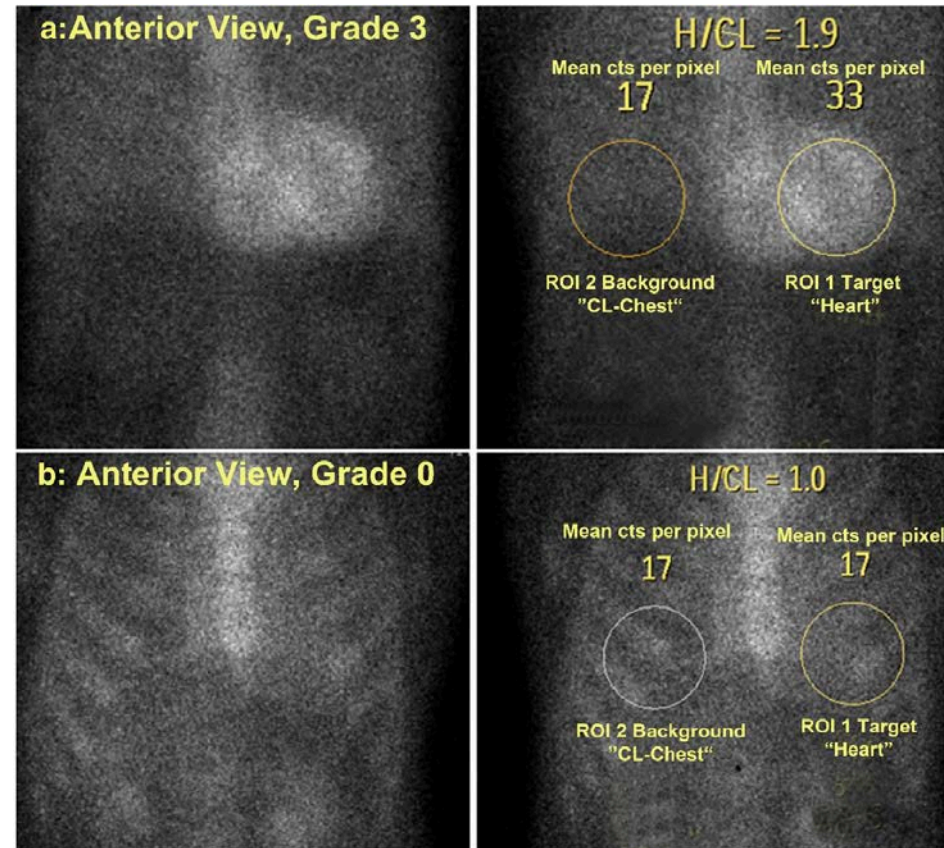 a:Anterior View, Grade 3
H/CL = 1.9
Mean cts per pixel
Mean cts per pixel
17
33
ROI 2 Background
”CL-Chest“
ROI 1 Target
“Heart”
b: Anterior View, Grade 0
H/CL = 1.0
Mean cts per pixel
Mean cts per pixel
17
17
ROI 2 Background
”CL-Chest“
ROI 1 Target
“Heart”